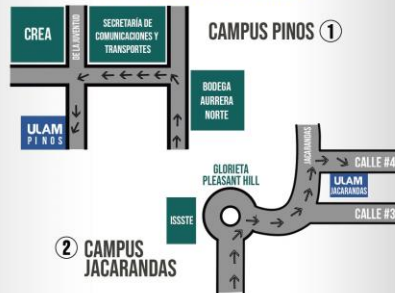 CREA
DE LA JUVENTUD
SECRETARÍA DE
COMUNICACIONES Y
TRANSPORTES
CAMPUS PINOS 1
BODEGA
AURRERA
NORTE
ULAM
PINOS
JACARANDAS
GLORIETA
PLEASANT HILL
CALLE #4
ULAM
JACARANDAS
ISSSTE
CALLE #3
2 CAMPUS
JACARANDAS